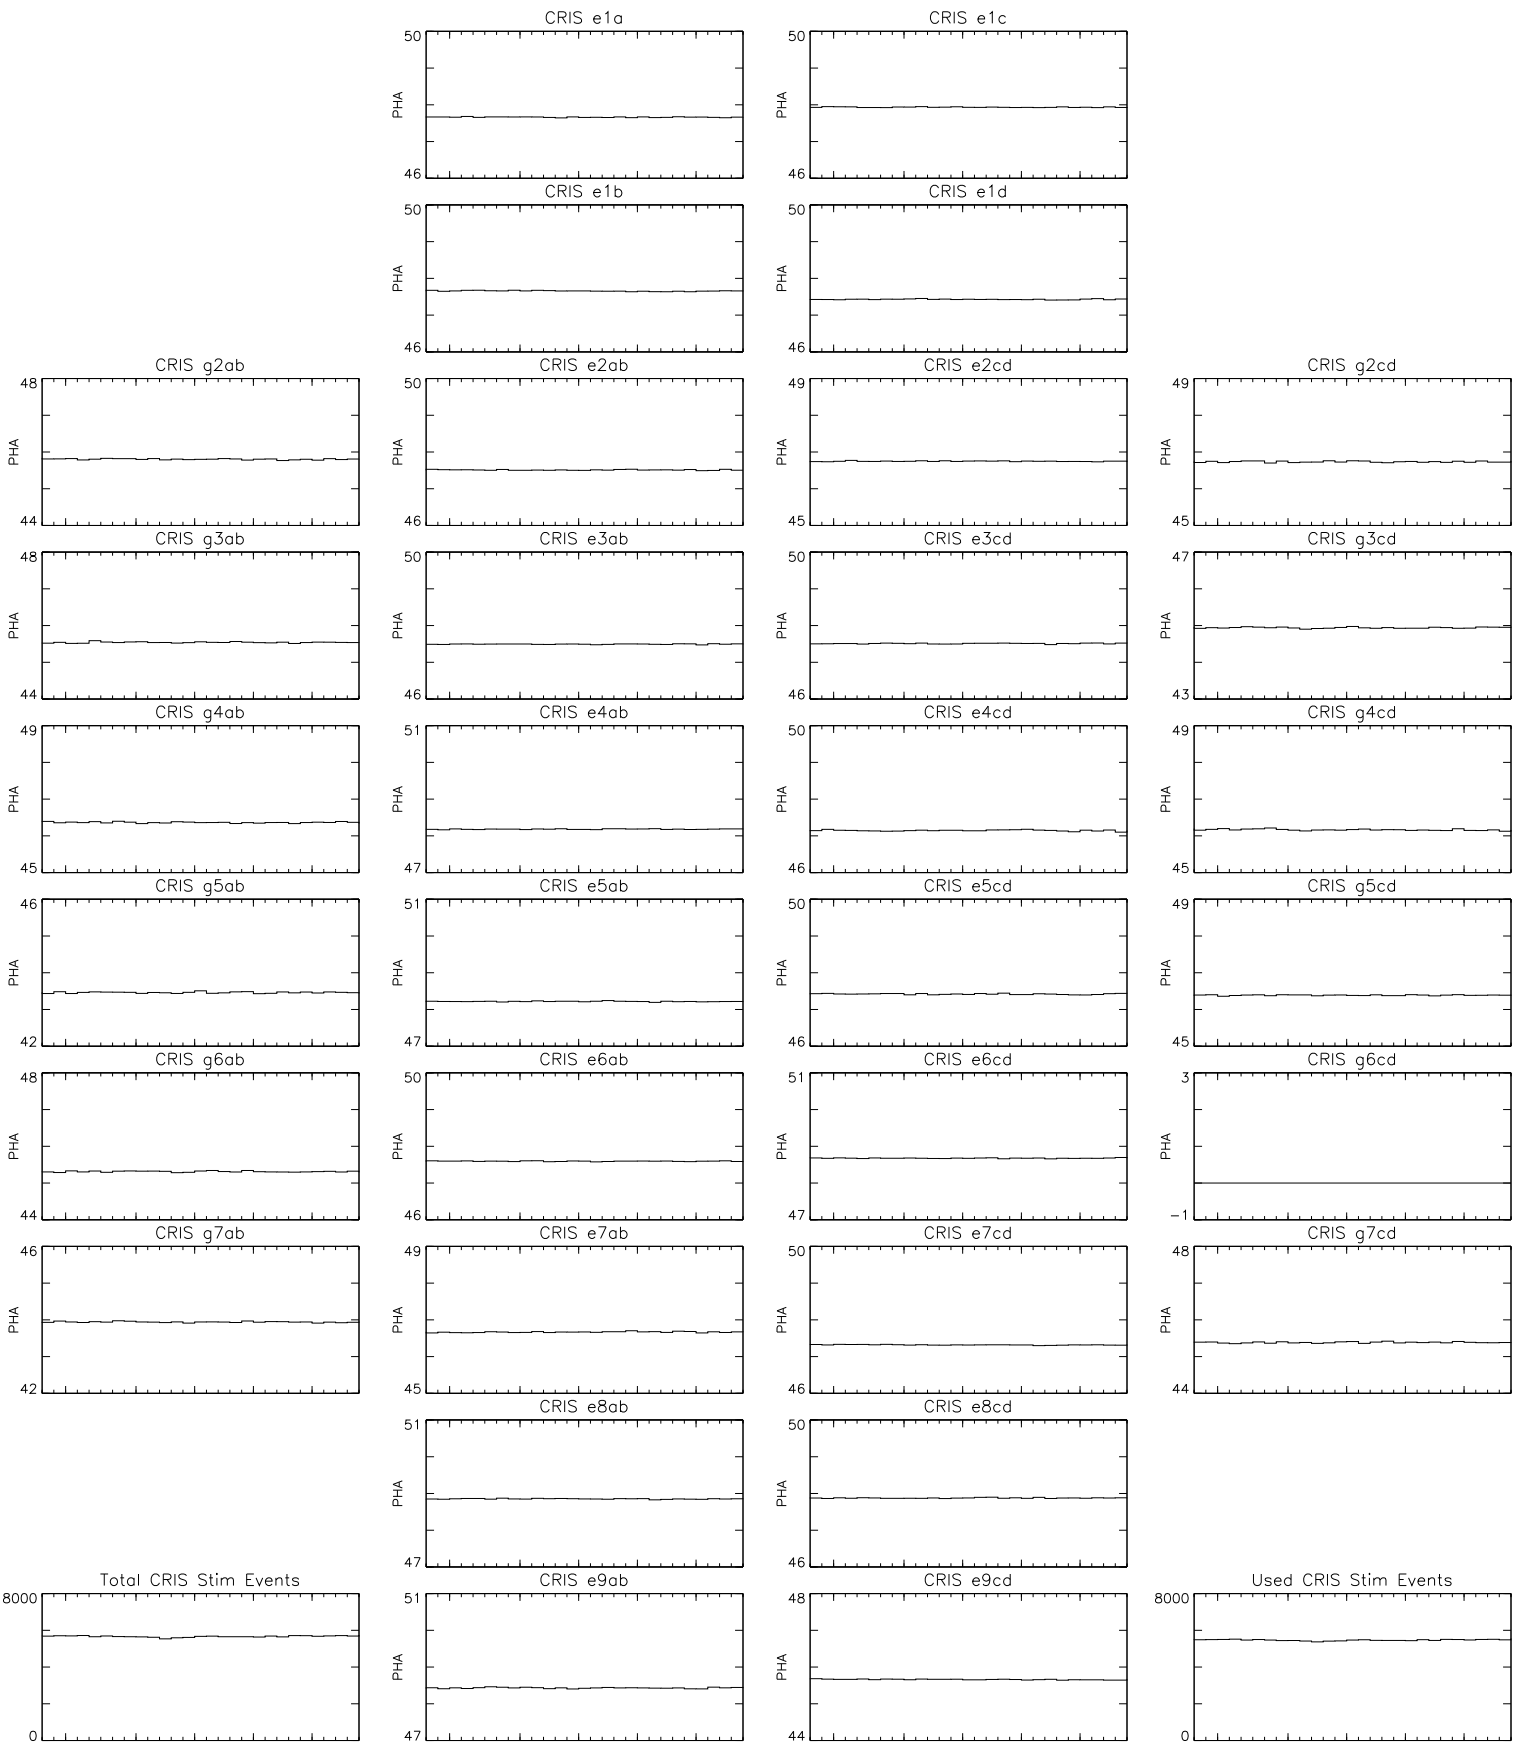 CRIS e1a
CRIS e1c
50
PHA
46
50
PHA
46
CRIS e1b
CRIS e1d
50
PHA
46
50
PHA
46
CRIS g2ab
CRIS e2ab
CRIS e2cd
CRIS g2cd
48
PHA
44
50
PHA
46
49
PHA
45
49
PHA
45
CRIS g3ab
CRIS e3ab
CRIS e3cd
CRIS g3cd
48
PHA
44
50
PHA
46
50
PHA
46
47
PHA
43
CRIS g4ab
CRIS e4ab
CRIS e4cd
CRIS g4cd
49
PHA
45
51
PHA
47
50
PHA
46
49
PHA
45
CRIS g5ab
CRIS e5ab
CRIS e5cd
CRIS g5cd
46
PHA
42
51
PHA
47
50
PHA
46
49
PHA
45
CRIS g6ab
CRIS e6ab
CRIS e6cd
CRIS g6cd
48
PHA
44
50
PHA
46
51
PHA
47
3
PHA
-1
CRIS g7ab
CRIS e7ab
CRIS e7cd
CRIS g7cd
46
PHA
42
49
PHA
45
50
PHA
46
48
PHA
44
CRIS e8ab
CRIS e8cd
51
PHA
47
50
PHA
46
Total CRIS Stim Events
CRIS e9ab
CRIS e9cd
Used CRIS Stim Events
8000
0
51
PHA
47
48
PHA
44
8000
0